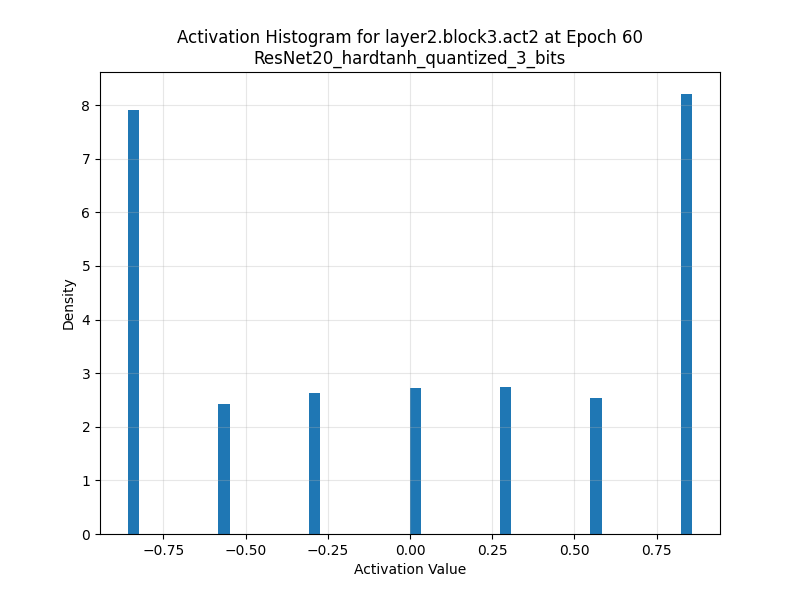 Activation Histogram for layer2.block3.act2 at Epoch 60
ResNet20_hardtanh_quantized_3_bits
8
7
6
5
4
3
2
1
0
Density
−0.75 −0.50 −0.25 0.00 0.25 0.50 0.75
Activation Value